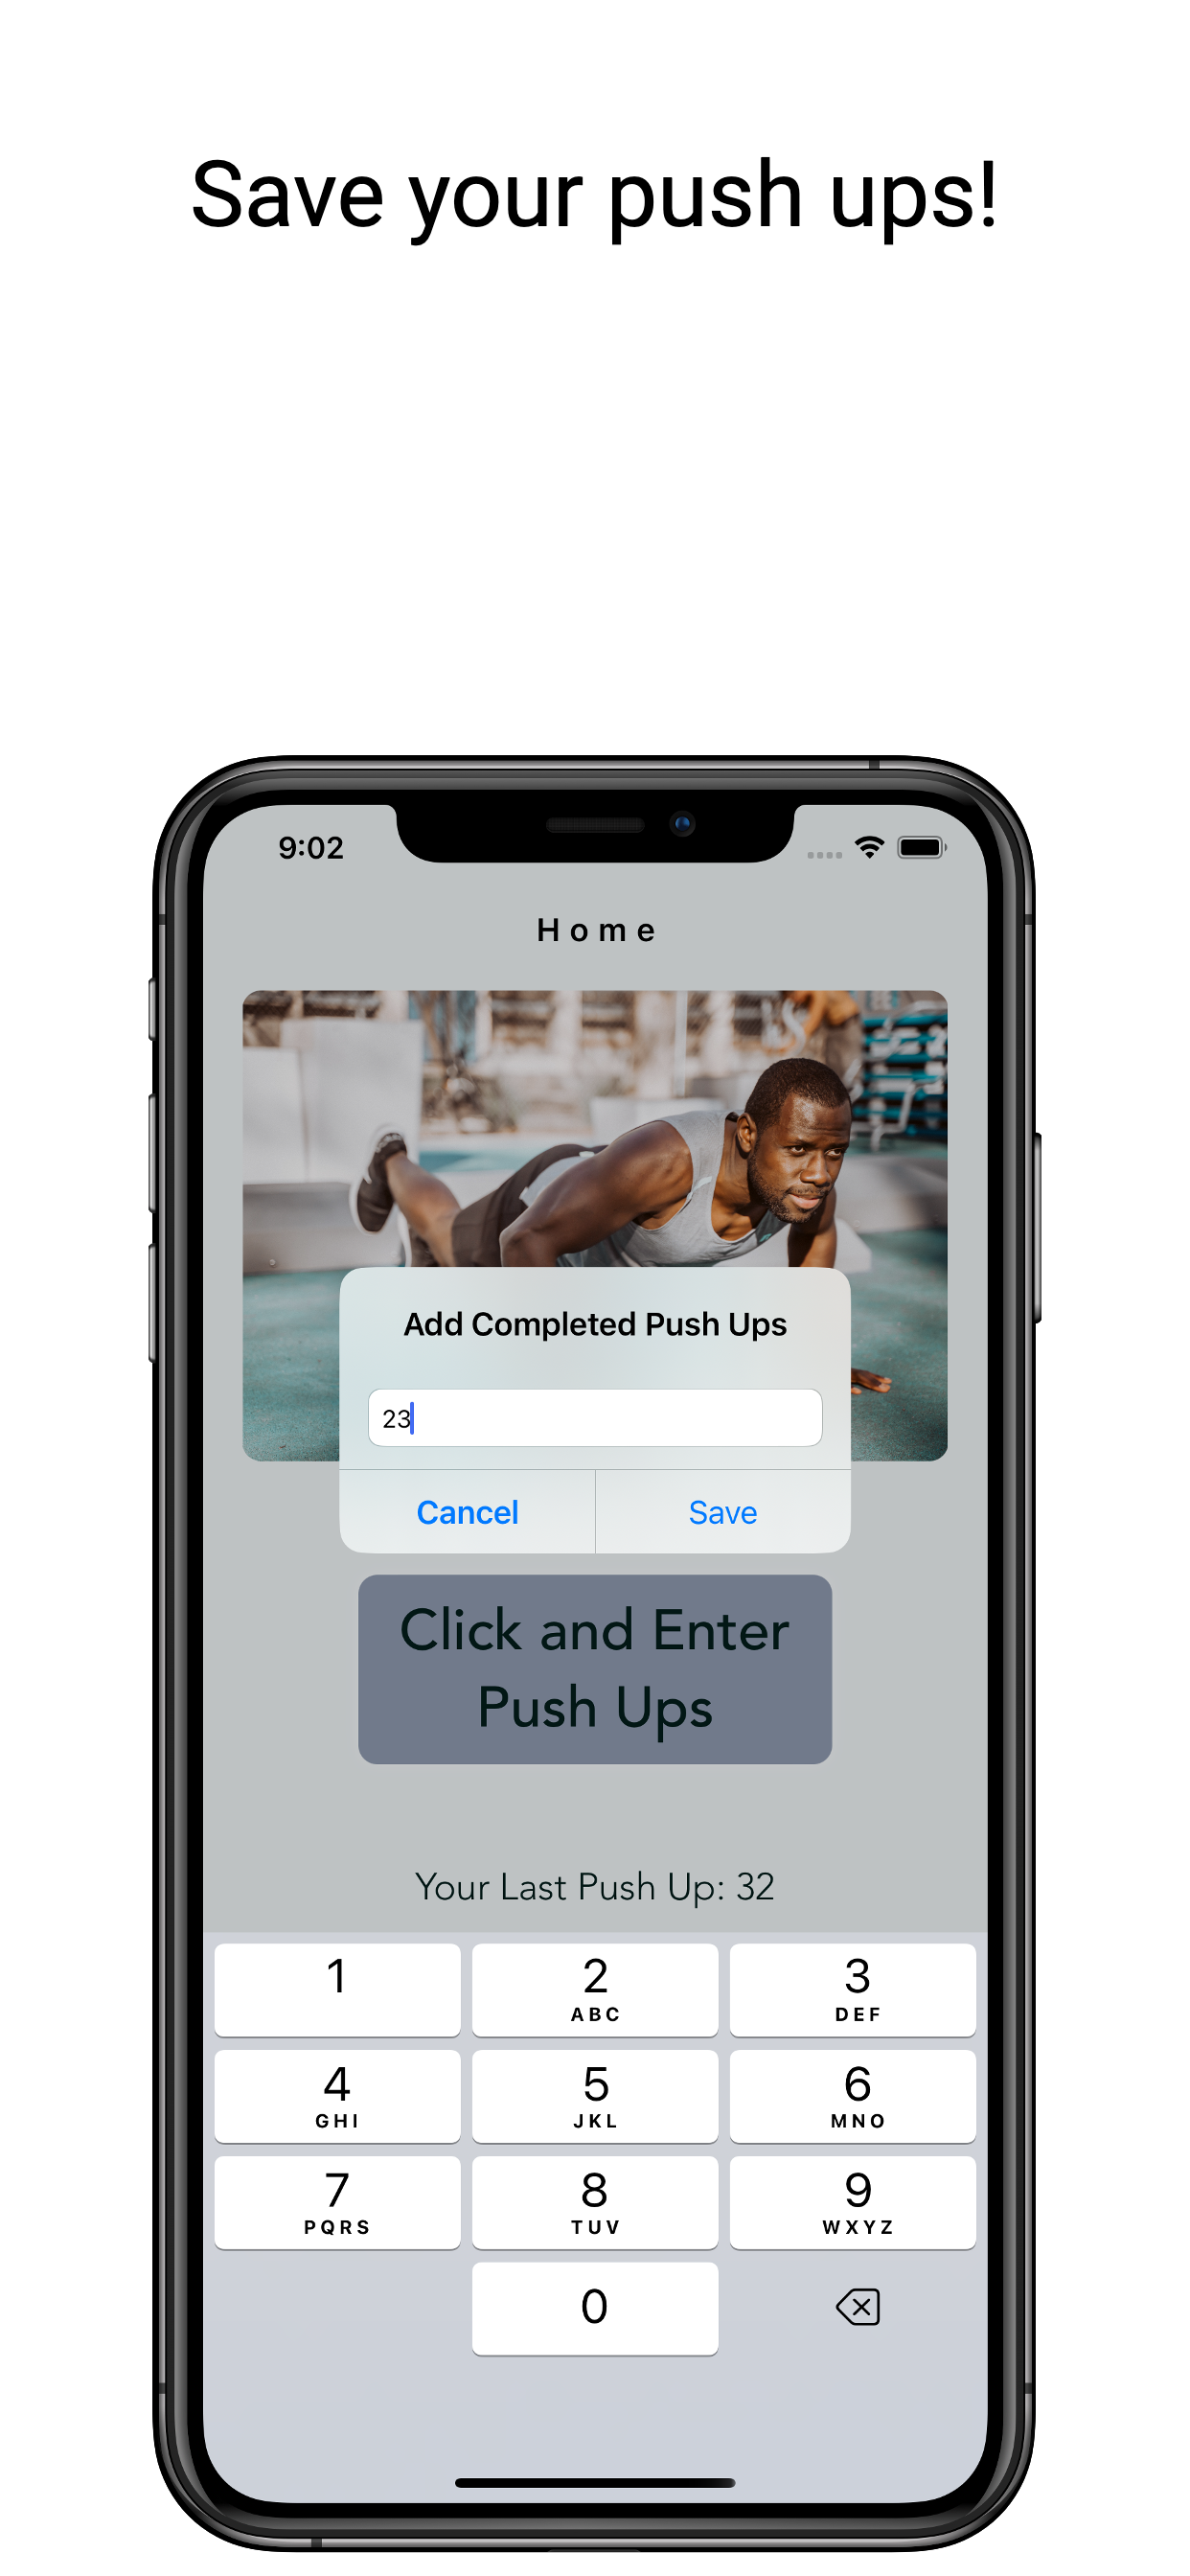 Save your push ups!
9:02
Home
Add Completed Push Ups
23
Cancel Save
Click and Enter
Push Ups
Your Last Push Up: 32
1 2 3
ABC DEF
4 5 6
GHI JKL MNO
7 8 9
PQRS TUV WXYZ
0